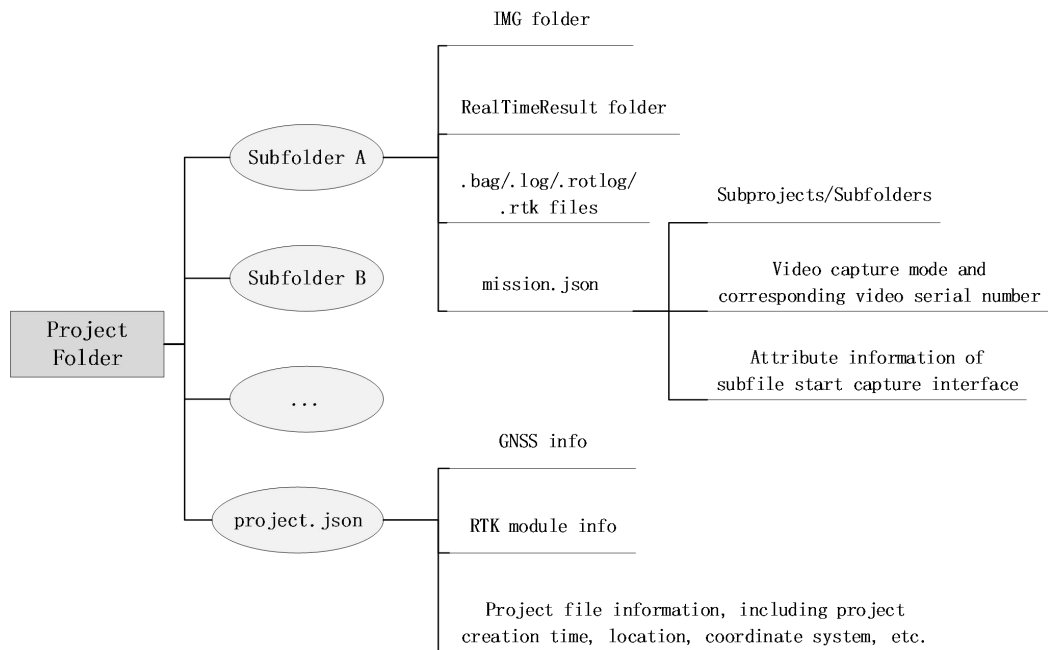 IMG folder
RealTimeResult folder
Subfolder A
.bag/.log/.rotlog/
.rtk files
Subprojects/Subfolders
Subfolder B
mission.json
Video capture mode and
corresponding video serial number
Project
Folder
Attribute information of
subfile start capture interface
...
GNSS info
project.json
RTK module info
Project file information, including project
creation time, location, coordinate system, etc.